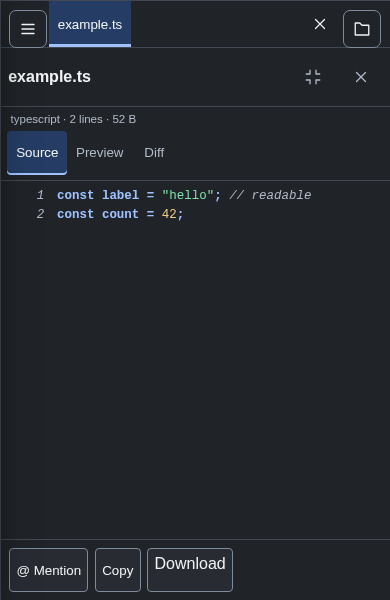 example.ts
example.ts
typescript · 2 lines · 52 B
Source Preview Diff
1 const label = "hello"; // readable
2 const count = 42;
@ Mention Copy Download